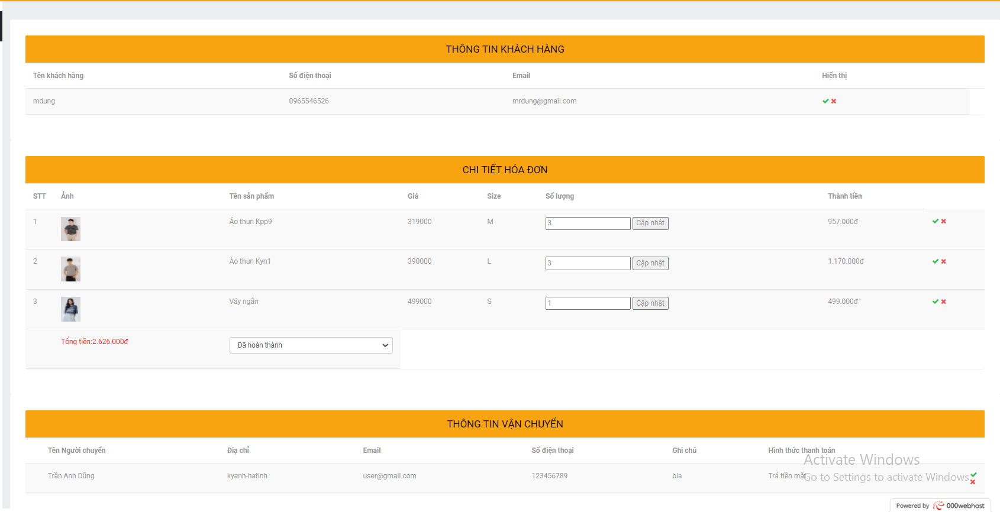 THÔNG TIN KHÁCH HÀNG
Tên khách hàng Số điện thoại Email Hiển thị
mdung 0965546526 mrdung@gmail.com
CHI TIẾT HÓA ĐƠN
STT Ảnh Tên sản phẩm Giá Size Số lượng Thành tiền
1 Áo thun Kpp9 319000 M 3 Cập nhật 957.000đ
2 Áo thun Kyn1 390000 L 3 Cập nhật 1.170.000đ
3 Váy ngắn 499000 S 1 Cập nhật 499.000đ
Tổng tiền:2.626.000đ Đã hoàn thành
THÔNG TIN VẬN CHUYỂN
Tên Người chuyển Địa chỉ Email Số điện thoại Ghi chú Hình thức thanh toán
Trần Anh Dũng kyanh-hatinh user@gmail.com 123456789 bla Trả tiền mặt
Activate Windows
Go to Settings to activate Windows.
Powered by 000webhost